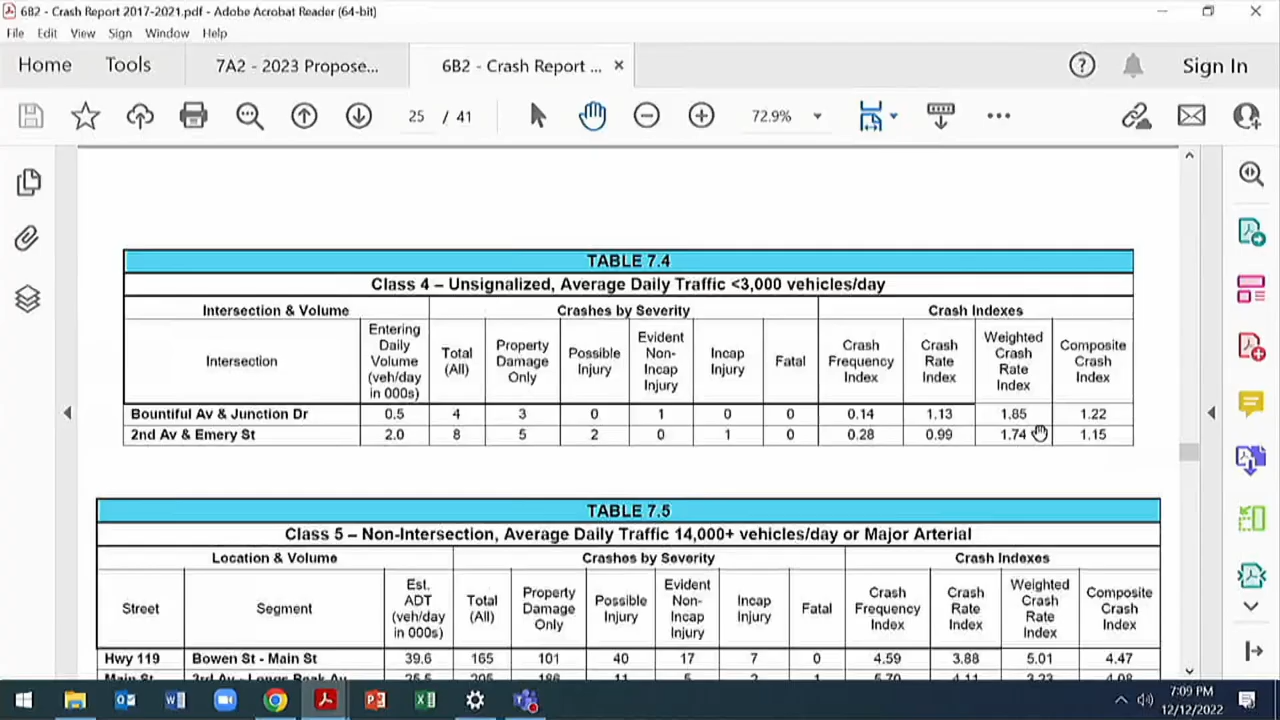 6B2 - Crash Report 2017-2021.pdf - Adobe Acrobat Reader (64-bit)
File Edit View Sign Window Help
Home Tools 7A2 - 2023 Propose... 6B2 - Crash Report ... × Sign In
25 / 41 72.9%
TABLE 7.4
Class 4 – Unsignalized, Average Daily Traffic <3,000 vehicles/day
Intersection & Volume Crashes by Severity Crash Indexes
Intersection Entering Daily Volume (veh/day in 000s) Total (All) Property Damage Only Possible Injury Evident Non-Incap Injury Incap Injury Fatal Crash Frequency Index Crash Rate Index Weighted Crash Rate Index Composite Crash Index
Bountiful Av & Junction Dr 0.5 4 3 0 1 0 0 0.14 1.13 1.85 1.22
2nd Av & Emery St 2.0 8 5 2 0 1 0 0.28 0.99 1.74 1.15
TABLE 7.5
Class 5 – Non-Intersection, Average Daily Traffic 14,000+ vehicles/day or Major Arterial
Location & Volume Crashes by Severity Crash Indexes
Street Segment Est. ADT (veh/day in 000s) Total (All) Property Damage Only Possible Injury Evident Non-Incap Injury Incap Injury Fatal Crash Frequency Index Crash Rate Index Weighted Crash Rate Index Composite Crash Index
Hwy 119 Bowen St - Main St 39.6 165 101 40 17 7 0 4.59 3.88 5.01 4.47
7:09 PM
12/12/2022